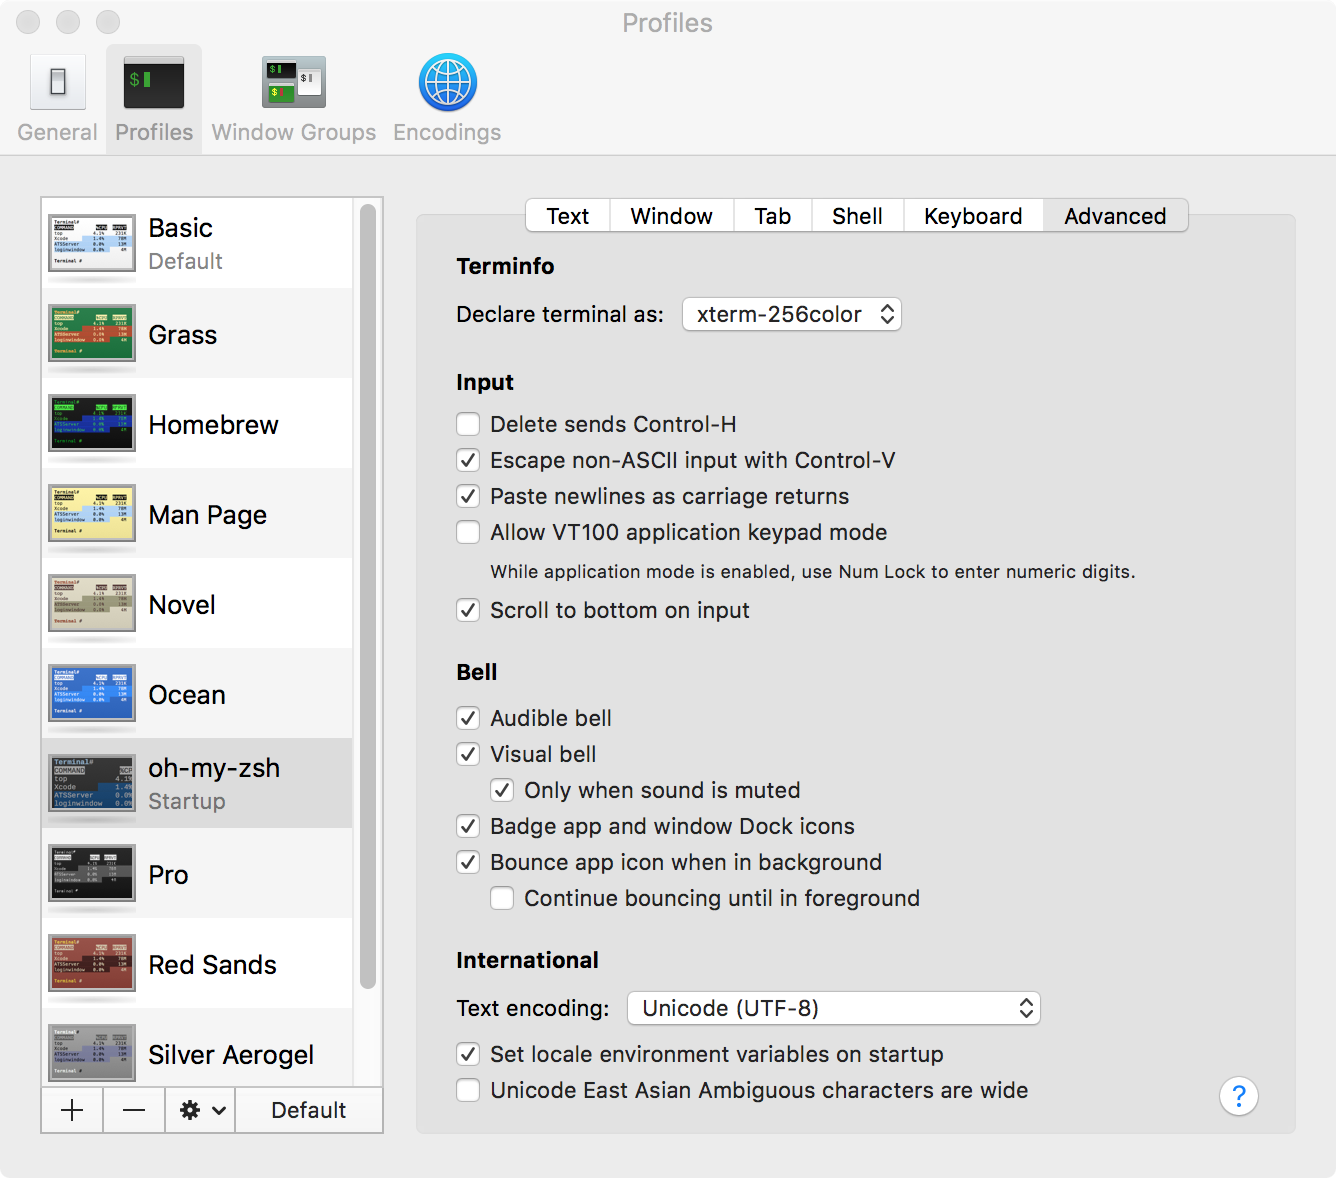 Profiles
General
Profiles
Window Groups
Encodings
Basic
Default
Grass
Homebrew
Man Page
Novel
Ocean
oh-my-zsh
Startup
Pro
Red Sands
Silver Aerogel
Default
Text Window Tab Shell Keyboard Advanced
Terminfo
Declare terminal as: xterm-256color
Input
Delete sends Control-H
Escape non-ASCII input with Control-V
Paste newlines as carriage returns
Allow VT100 application keypad mode
While application mode is enabled, use Num Lock to enter numeric digits.
Scroll to bottom on input
Bell
Audible bell
Visual bell
Only when sound is muted
Badge app and window Dock icons
Bounce app icon when in background
Continue bouncing until in foreground
International
Text encoding: Unicode (UTF-8)
Set locale environment variables on startup
Unicode East Asian Ambiguous characters are wide
?